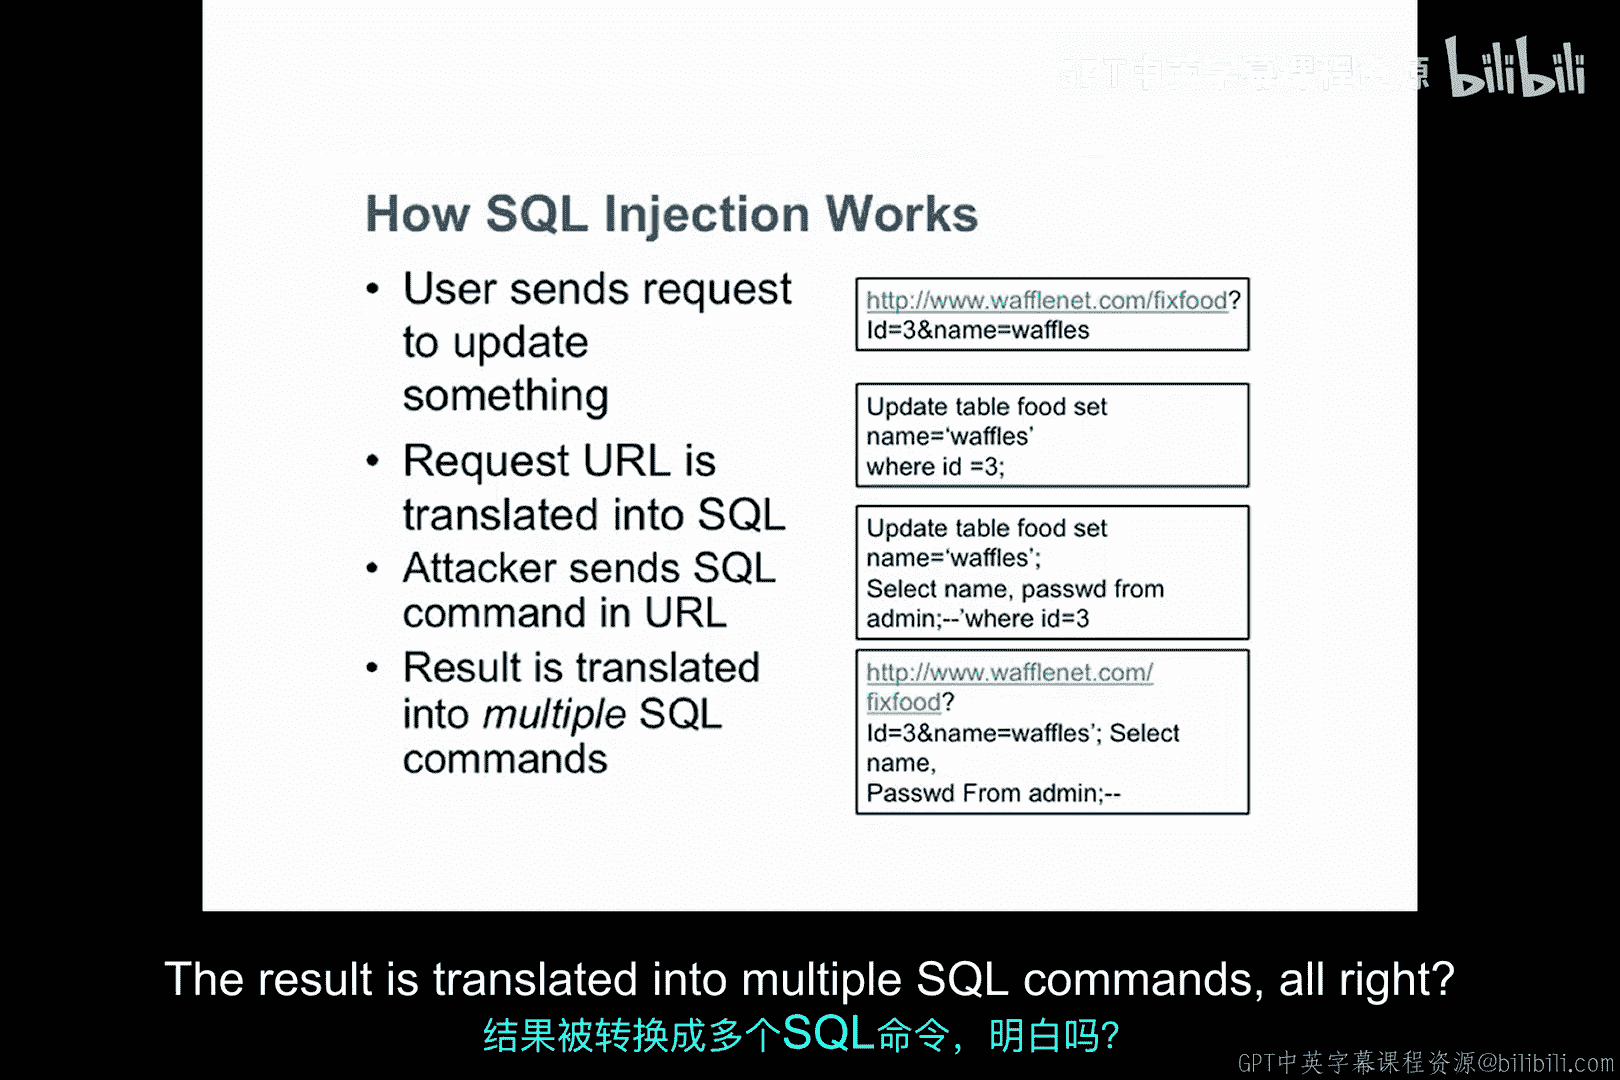 bilibili
How SQL Injection Works
• User sends request
to update
something
• Request URL is
translated into SQL
• Attacker sends SQL
command in URL
• Result is translated
into multiple SQL
commands
http://www.wafflenet.com/fixfood?
Id=3&name=waffles
Update table food set
name=‘waffles’
where id =3;
Update table food set
name=‘waffles’;
Select name, passwd from
admin;--’where id=3
http://www.wafflenet.com/
fixfood?
Id=3&name=waffles’; Select
name,
Passwd From admin;--
The result is translated into multiple SQL commands, all right?
结果被转换成多个SQL命令，明白吗？
GPT中英字幕课程资源@bilibili.com